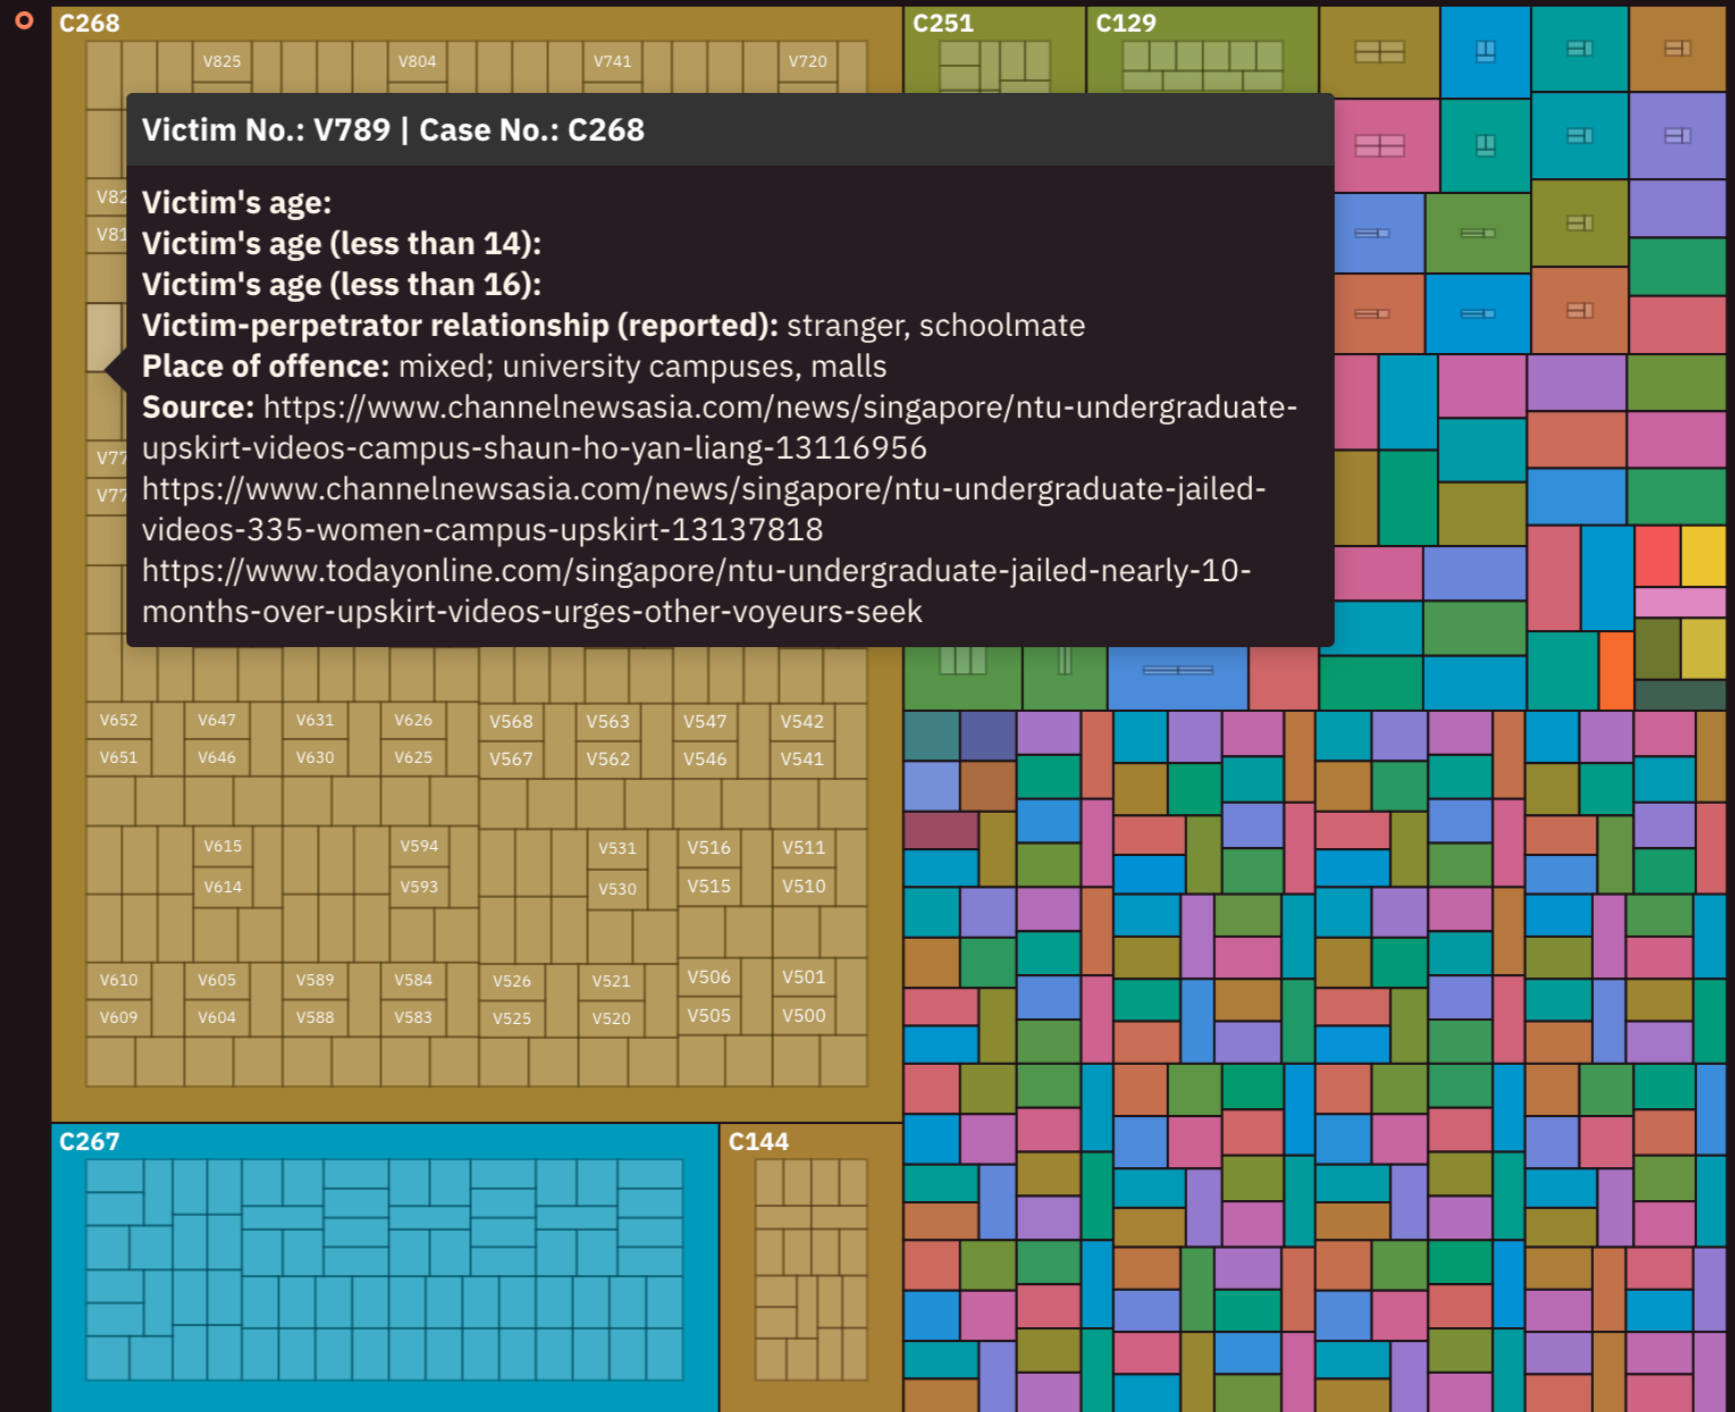 C268
C251
C129
V825
V804
V741
V720
Victim No.: V789 | Case No.: C268
Victim's age:
Victim's age (less than 14):
Victim's age (less than 16):
Victim-perpetrator relationship (reported): stranger, schoolmate
Place of offence: mixed; university campuses, malls
Source: https://www.channelnewsasia.com/news/singapore/ntu-undergraduate-
upskirt-videos-campus-shaun-ho-yan-liang-13116956
https://www.channelnewsasia.com/news/singapore/ntu-undergraduate-jailed-
videos-335-women-campus-upskirt-13137818
https://www.todayonline.com/singapore/ntu-undergraduate-jailed-nearly-10-
months-over-upskirt-videos-urges-other-voyeurs-seek
V652 V647 V631 V626 V568 V563 V547 V542
V651 V646 V630 V625 V567 V562 V546 V541
V615 V594 V531 V516 V511
V614 V593 V530 V515 V510
V610 V605 V589 V584 V526 V521 V506 V501
V609 V604 V588 V583 V525 V520 V505 V500
C267
C144